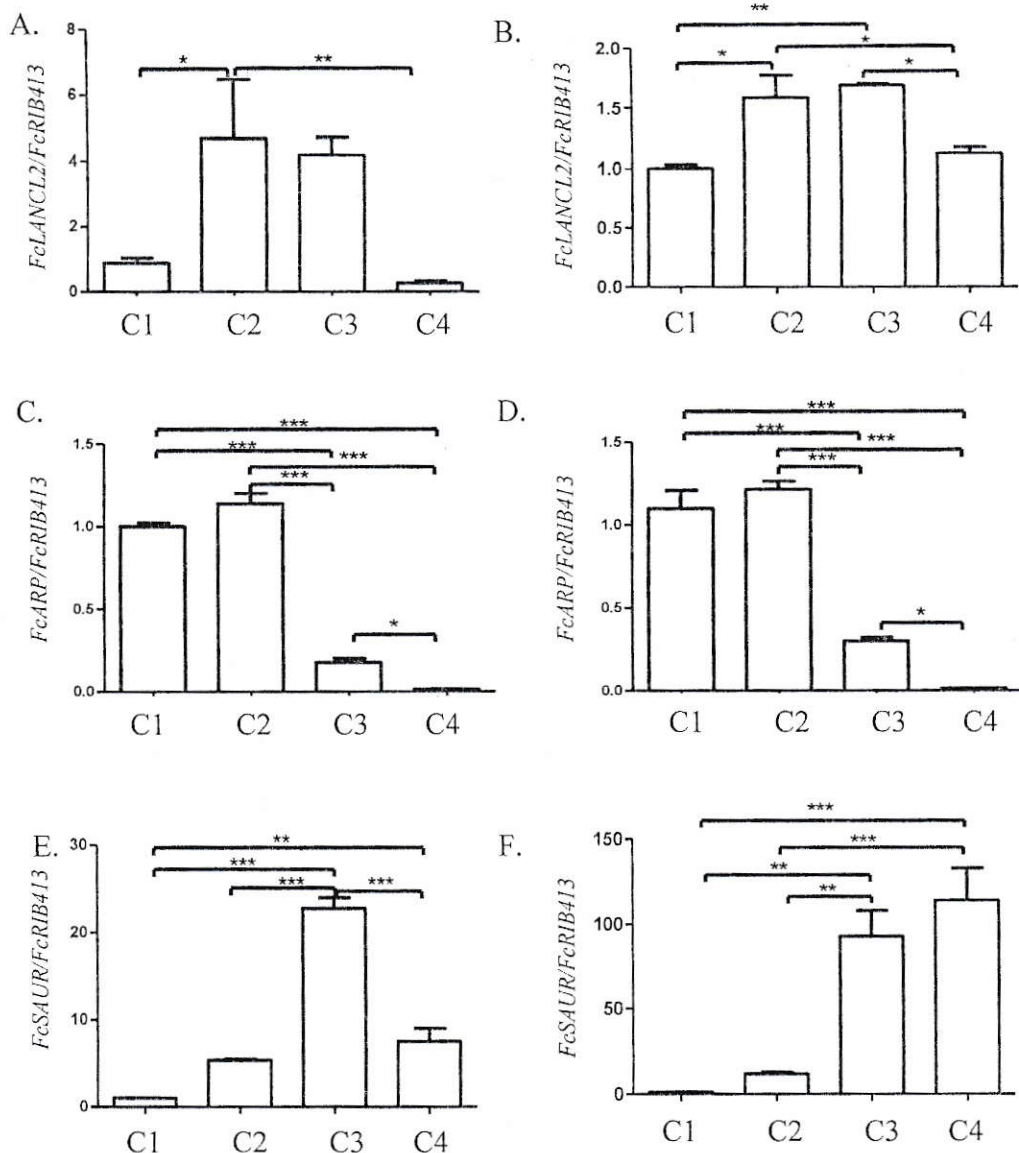 A.
FcLANCL2/FcRIB413
8
6
4
2
0
*
**
C1 C2 C3 C4
B.
FcLANCL2/FcRIB413
2.0
1.5
1.0
0.5
0.0
**
*
*
*
C1 C2 C3 C4
C.
FcARP/FcRIB413
1.5
1.0
0.5
0.0
***
***
***
***
*
C1 C2 C3 C4
D.
FcARP/FcRIB413
1.5
1.0
0.5
0.0
***
***
***
***
*
C1 C2 C3 C4
E.
FcSAUR/FcRIB413
30
20
10
0
**
***
*** ***
C1 C2 C3 C4
F.
FcSAUR/FcRIB413
150
100
50
0
***
***
**
**
C1 C2 C3 C4